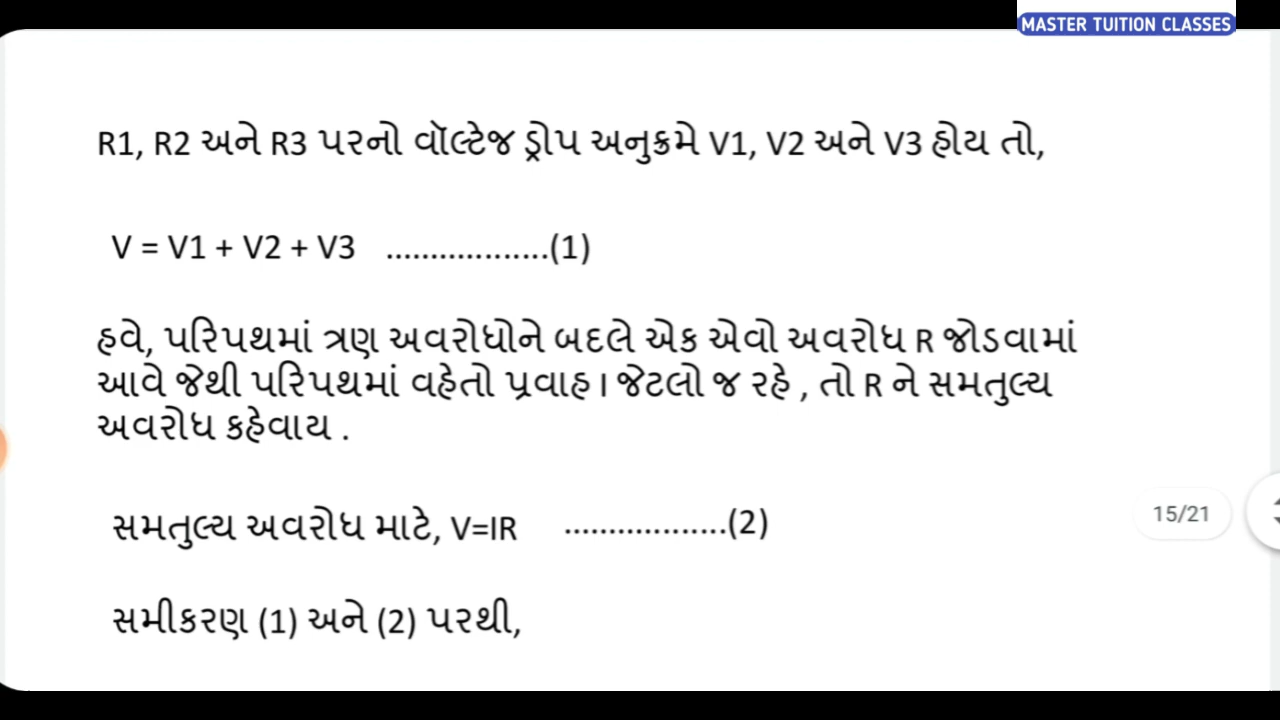 MASTER TUITION CLASSES
R1, R2 અને R3 પરનો વૉલ્ટેજ ડ્રોપ અનુક્રમે V1, V2 અને V3 હોય તો,
V = V1 + V2 + V3 ...................(1)
હવે, પરિપથમાં ત્રણ અવરોધોને બદલે એક એવો અવરોધ R જોડવામાં
આવે જેથી પરિપથમાં વહેતો પ્રવાહ I જેટલો જ રહે , તો R ને સમતુલ્ય
અવરોધ કહેવાય .
સમતુલ્ય અવરોધ માટે, V=IR ..................(2)
15/21
સમીકરણ (1) અને (2) પરથી,